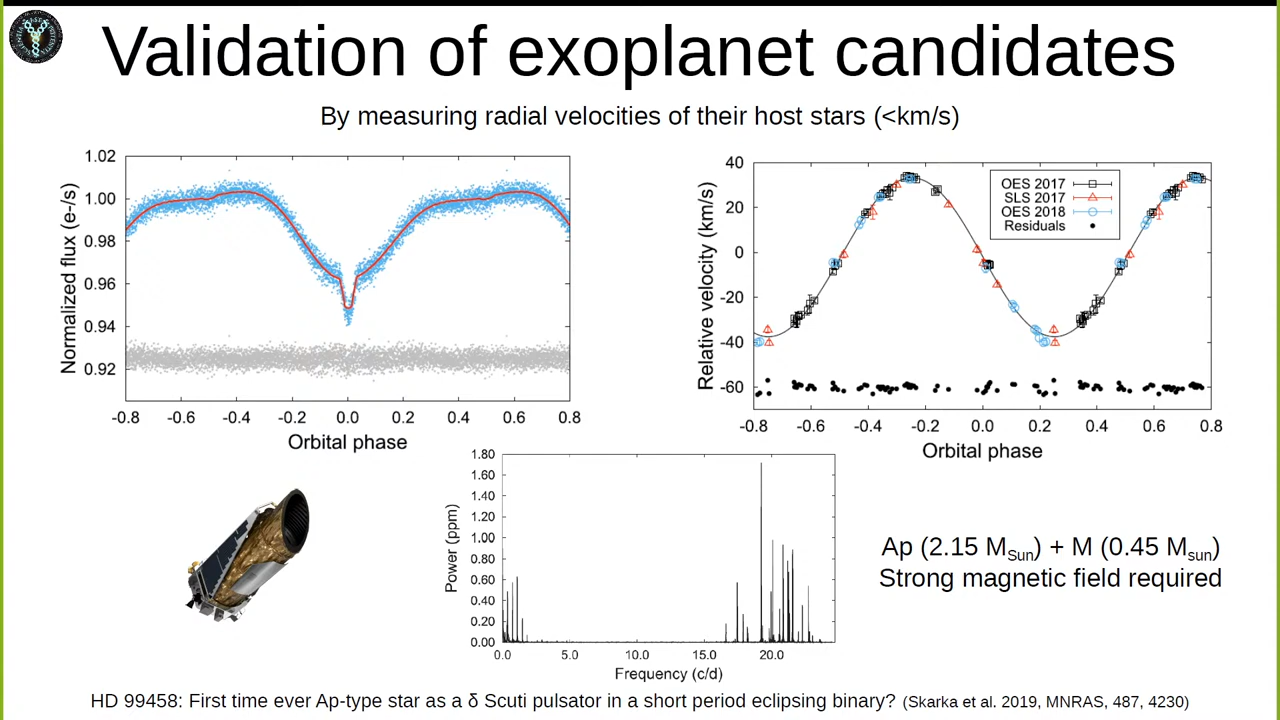 Validation of exoplanet candidates
By measuring radial velocities of their host stars (<km/s)
1.02
1.00
0.98
0.96
0.94
0.92
Normalized flux (e-/s)
-0.8 -0.6 -0.4 -0.2 0.0 0.2 0.4 0.6 0.8
Orbital phase
40
20
0
-20
-40
-60
Relative velocity (km/s)
OES 2017
SLS 2017
OES 2018
Residuals
-0.8 -0.6 -0.4 -0.2 0.0 0.2 0.4 0.6 0.8
Orbital phase
1.80
1.60
1.40
1.20
1.00
0.80
0.60
0.40
0.20
0.00
Power (ppm)
0.0 5.0 10.0 15.0 20.0
Frequency (c/d)
Ap (2.15 MSun) + M (0.45 Msun)
Strong magnetic field required
HD 99458: First time ever Ap-type star as a δ Scuti pulsator in a short period eclipsing binary? (Skarka et al. 2019, MNRAS, 487, 4230)